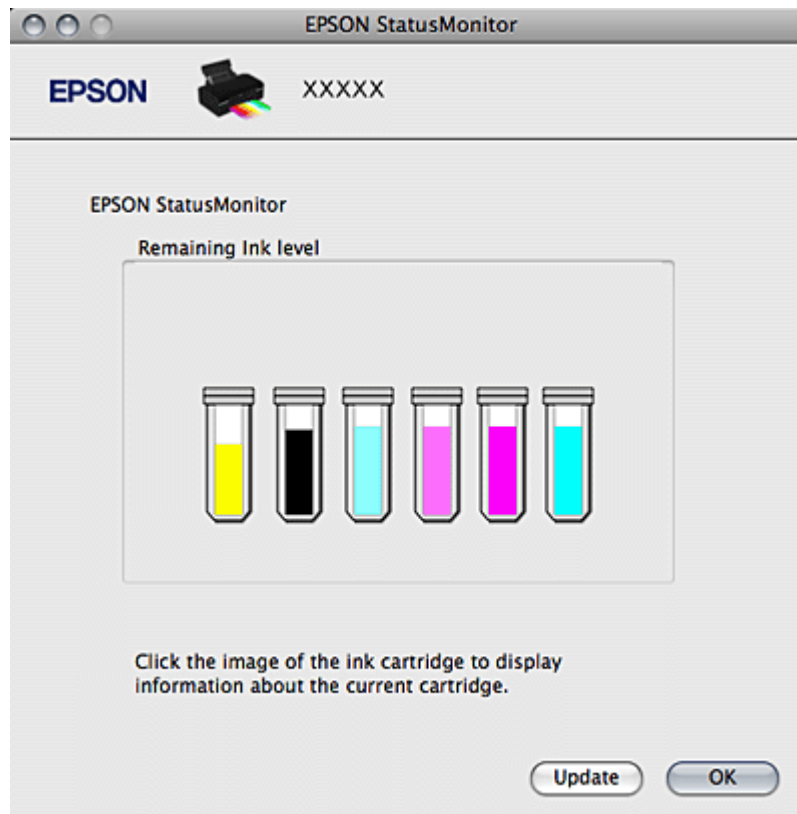 EPSON StatusMonitor
EPSON XXXXX
EPSON StatusMonitor
Remaining Ink level
Click the image of the ink cartridge to display
information about the current cartridge.
Update OK